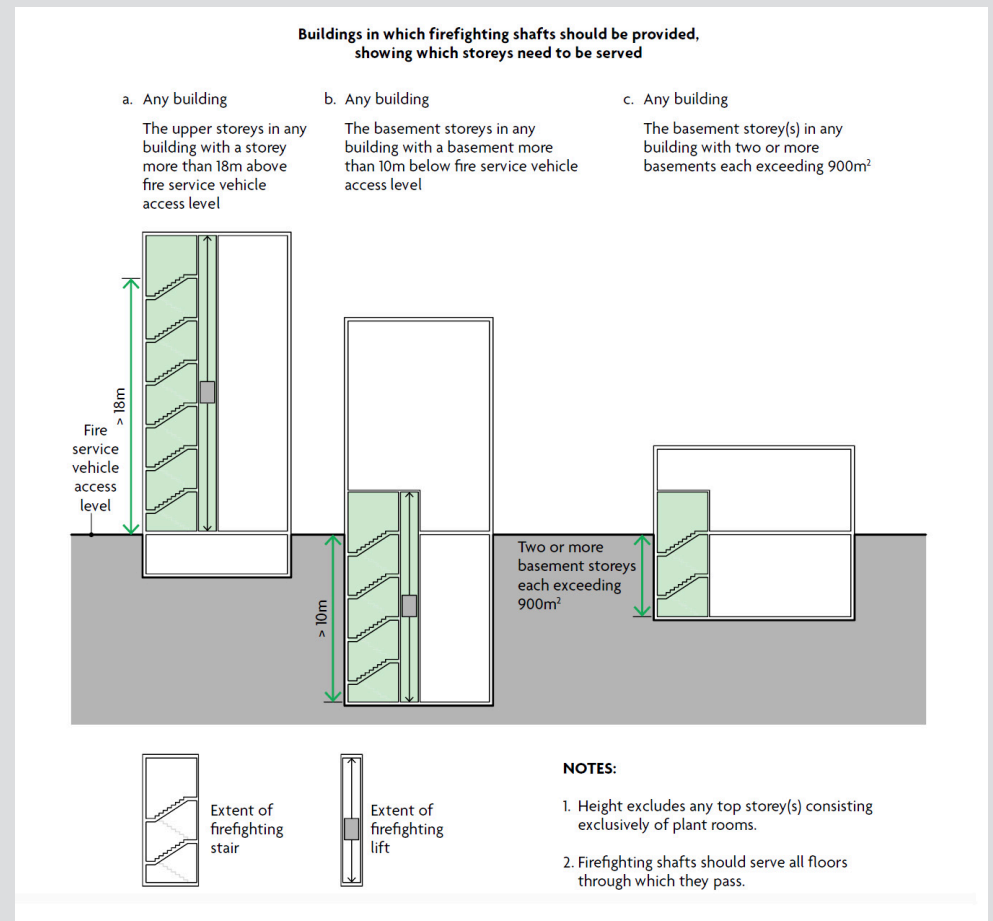 Buildings in which firefighting shafts should be provided,
showing which storeys need to be served
a. Any building
The upper storeys in any
building with a storey
more than 18m above
fire service vehicle
access level
b. Any building
The basement storeys in any
building with a basement more
than 10m below fire service vehicle
access level
c. Any building
The basement storey(s) in any
building with two or more
basements each exceeding 900m²
> 18m
Fire
service
vehicle
access
level
> 10m
Two or more
basement storeys
each exceeding
900m²
Extent of
firefighting
stair
Extent of
firefighting
lift
NOTES:
1. Height excludes any top storey(s) consisting
exclusively of plant rooms.
2. Firefighting shafts should serve all floors
through which they pass.